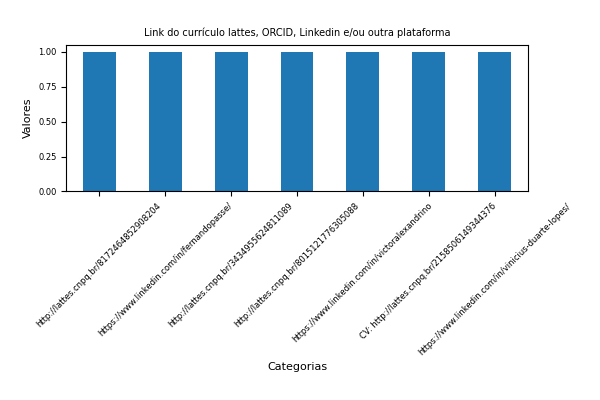 Link do currículo lattes, ORCID, Linkedin e/ou outra plataforma
Valores
1.00
0.75
0.50
0.25
0.00
http://lattes.cnpq.br/8172464852908204
https://www.linkedin.com/in/fernandopasse/
http://lattes.cnpq.br/3434955624811089
http://lattes.cnpq.br/8015121776305088
https://www.linkedin.com/in/victoralexandrino
CV: http://lattes.cnpq.br/2158506149344376
https://www.linkedin.com/in/vinicius-duarte-lopes/
Categorias